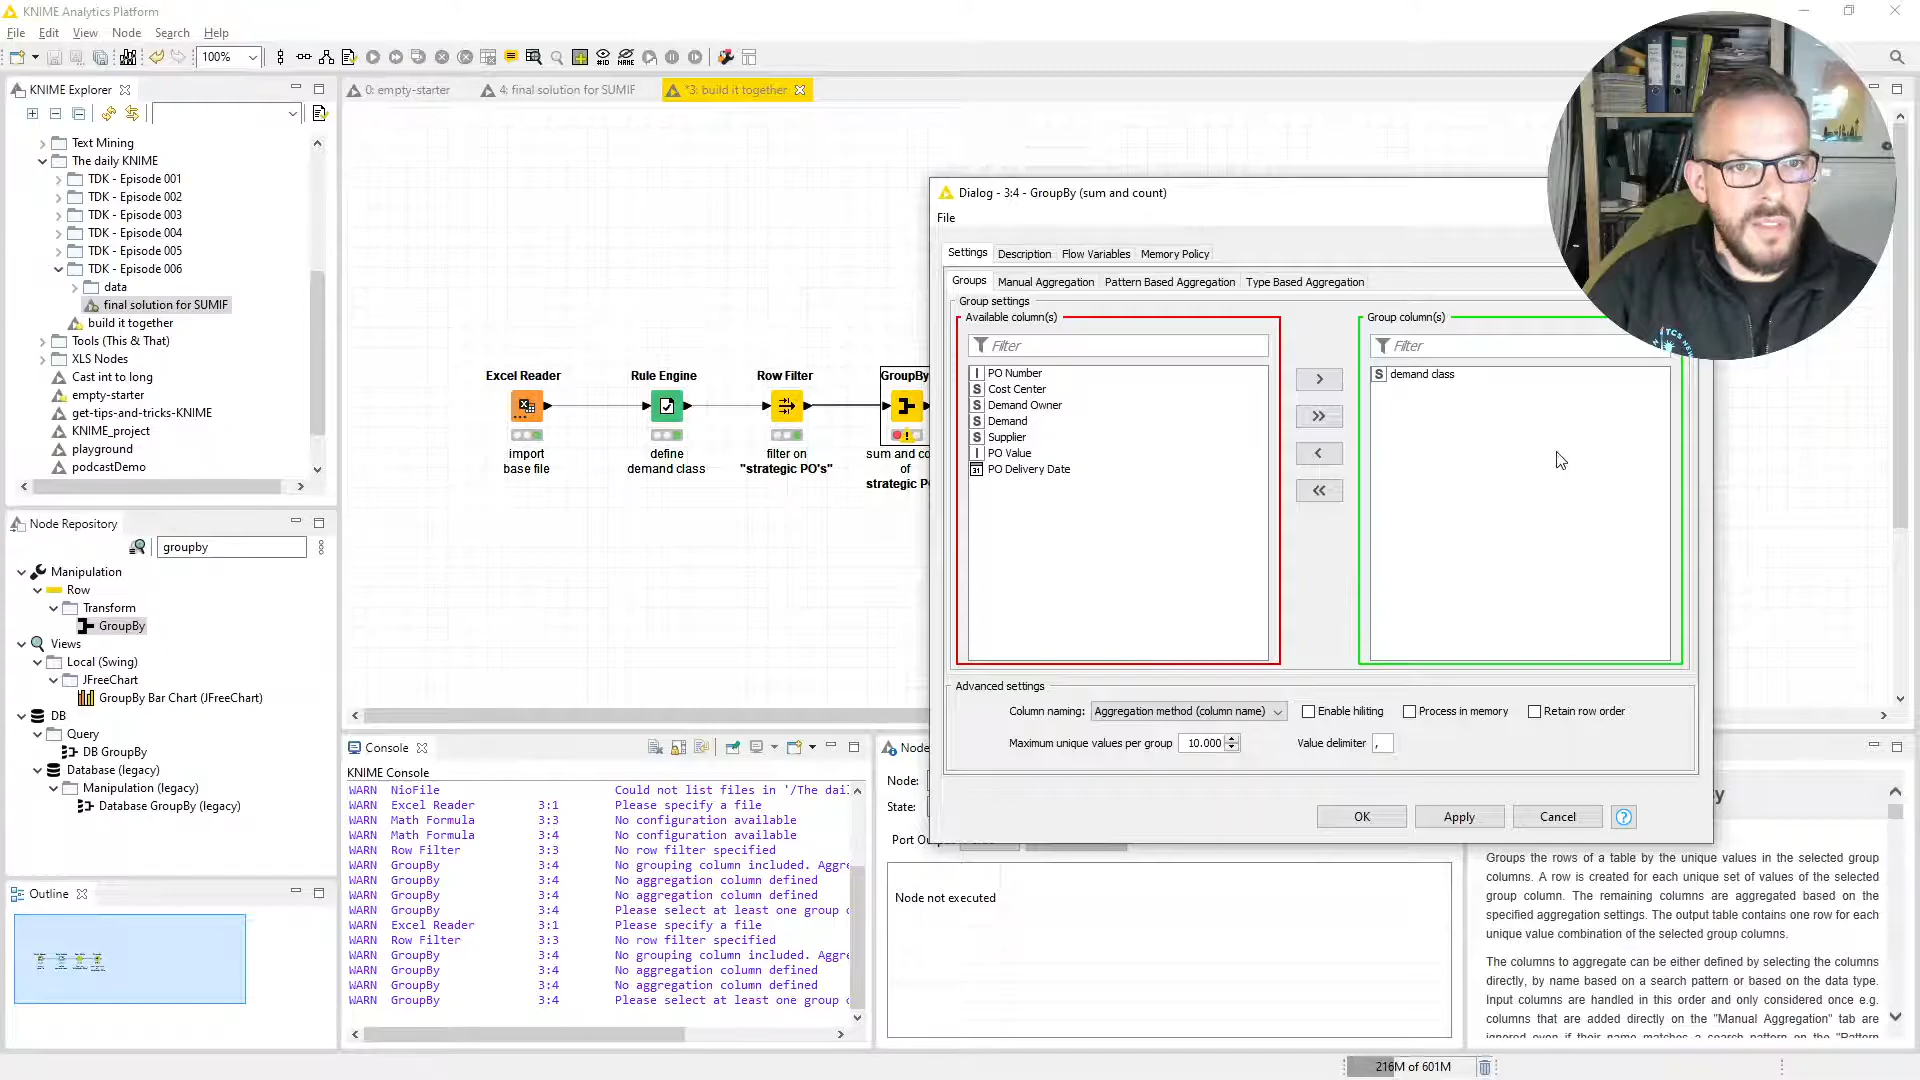 KNIME Analytics Platform
File Edit View Node Search Help
100%
KNIME Explorer
Text Mining
The daily KNIME
TDK - Episode 001
TDK - Episode 002
TDK - Episode 003
TDK - Episode 004
TDK - Episode 005
TDK - Episode 006
data
final solution for SUMIF
build it together
Tools (This & That)
XLS Nodes
Cast int to long
empty-starter
get-tips-and-tricks-KNIME
KNIME_project
playground
podcastDemo
Node Repository
groupby
Manipulation
Row
Transform
GroupBy
Views
Local (Swing)
JFreeChart
GroupBy Bar Chart (JFreeChart)
DB
Query
DB GroupBy
Database (legacy)
Manipulation (legacy)
Database GroupBy (legacy)
Outline
0: empty-starter
4: final solution for SUMIF
*3: build it together
Excel Reader
import
base file
Rule Engine
define
demand class
Row Filter
filter on
"strategic PO's"
GroupBy
sum and co
of
strategic P
Dialog - 3:4 - GroupBy (sum and count)
File
Settings Description Flow Variables Memory Policy
Groups Manual Aggregation Pattern Based Aggregation Type Based Aggregation
Group settings
Available column(s)
Filter
I PO Number
S Cost Center
S Demand Owner
S Demand
S Supplier
I PO Value
31 PO Delivery Date
> 
>>
<
<<
Group column(s)
Filter
S demand class
Advanced settings
Column naming: Aggregation method (column name) Enable hiliting Process in memory Retain row order
Maximum unique values per group 10.000 Value delimiter ,
OK Apply Cancel ?
Console
KNIME Console
WARN NioFile Could not list files in '/The dai
WARN Excel Reader 3:1 Please specify a file
WARN Math Formula 3:3 No configuration available
WARN Math Formula 3:4 No configuration available
WARN Row Filter 3:3 No row filter specified
WARN GroupBy 3:4 No grouping column included. Aggre
WARN GroupBy 3:4 No aggregation column defined
WARN GroupBy 3:4 No aggregation column defined
WARN GroupBy 3:4 Please select at least one group c
WARN Excel Reader 3:1 Please specify a file
WARN Row Filter 3:3 No row filter specified
WARN GroupBy 3:4 No grouping column included. Aggre
WARN GroupBy 3:4 No aggregation column defined
WARN GroupBy 3:4 No aggregation column defined
WARN GroupBy 3:4 Please select at least one group c
Node
Node:
State:
Port Ou
Node not executed
y
Groups the rows of a table by the unique values in the selected group
columns. A row is created for each unique set of values of the selected
group column. The remaining columns are aggregated based on the
specified aggregation settings. The output table contains one row for each
unique value combination of the selected group columns.
The columns to aggregate can be either defined by selecting the columns
directly, by name based on a search pattern or based on the data type.
Input columns are handled in this order and only considered once e.g.
columns that are added directly on the "Manual Aggregation" tab are
ignored even if their name matches a search pattern on the "Pattern
216M of 601M